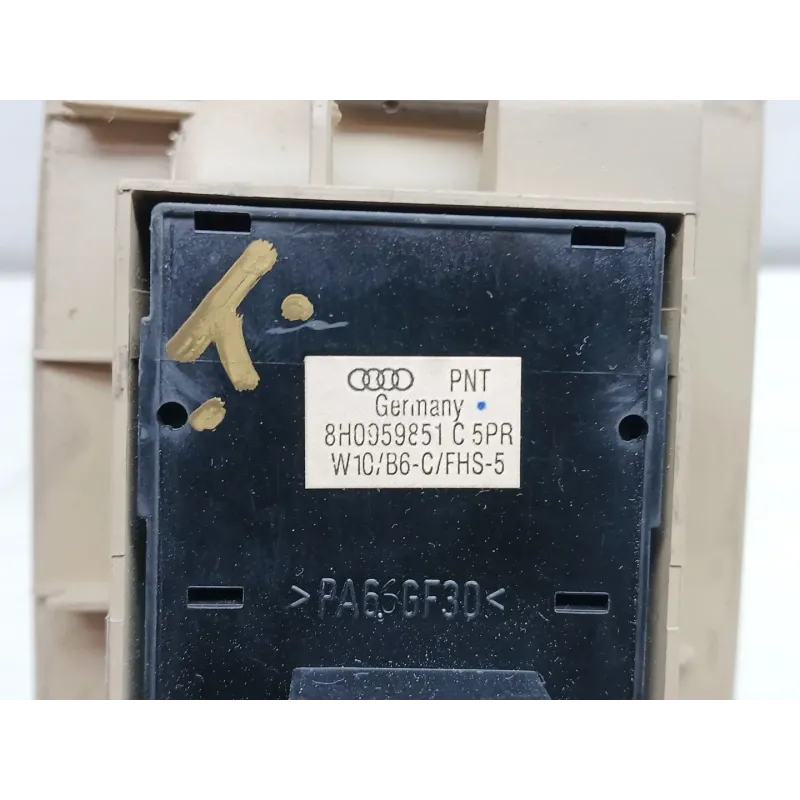 PNT
Germany
8H0959851 C 5PR
W10/B6-C/FHS-5
>PA66GF30<